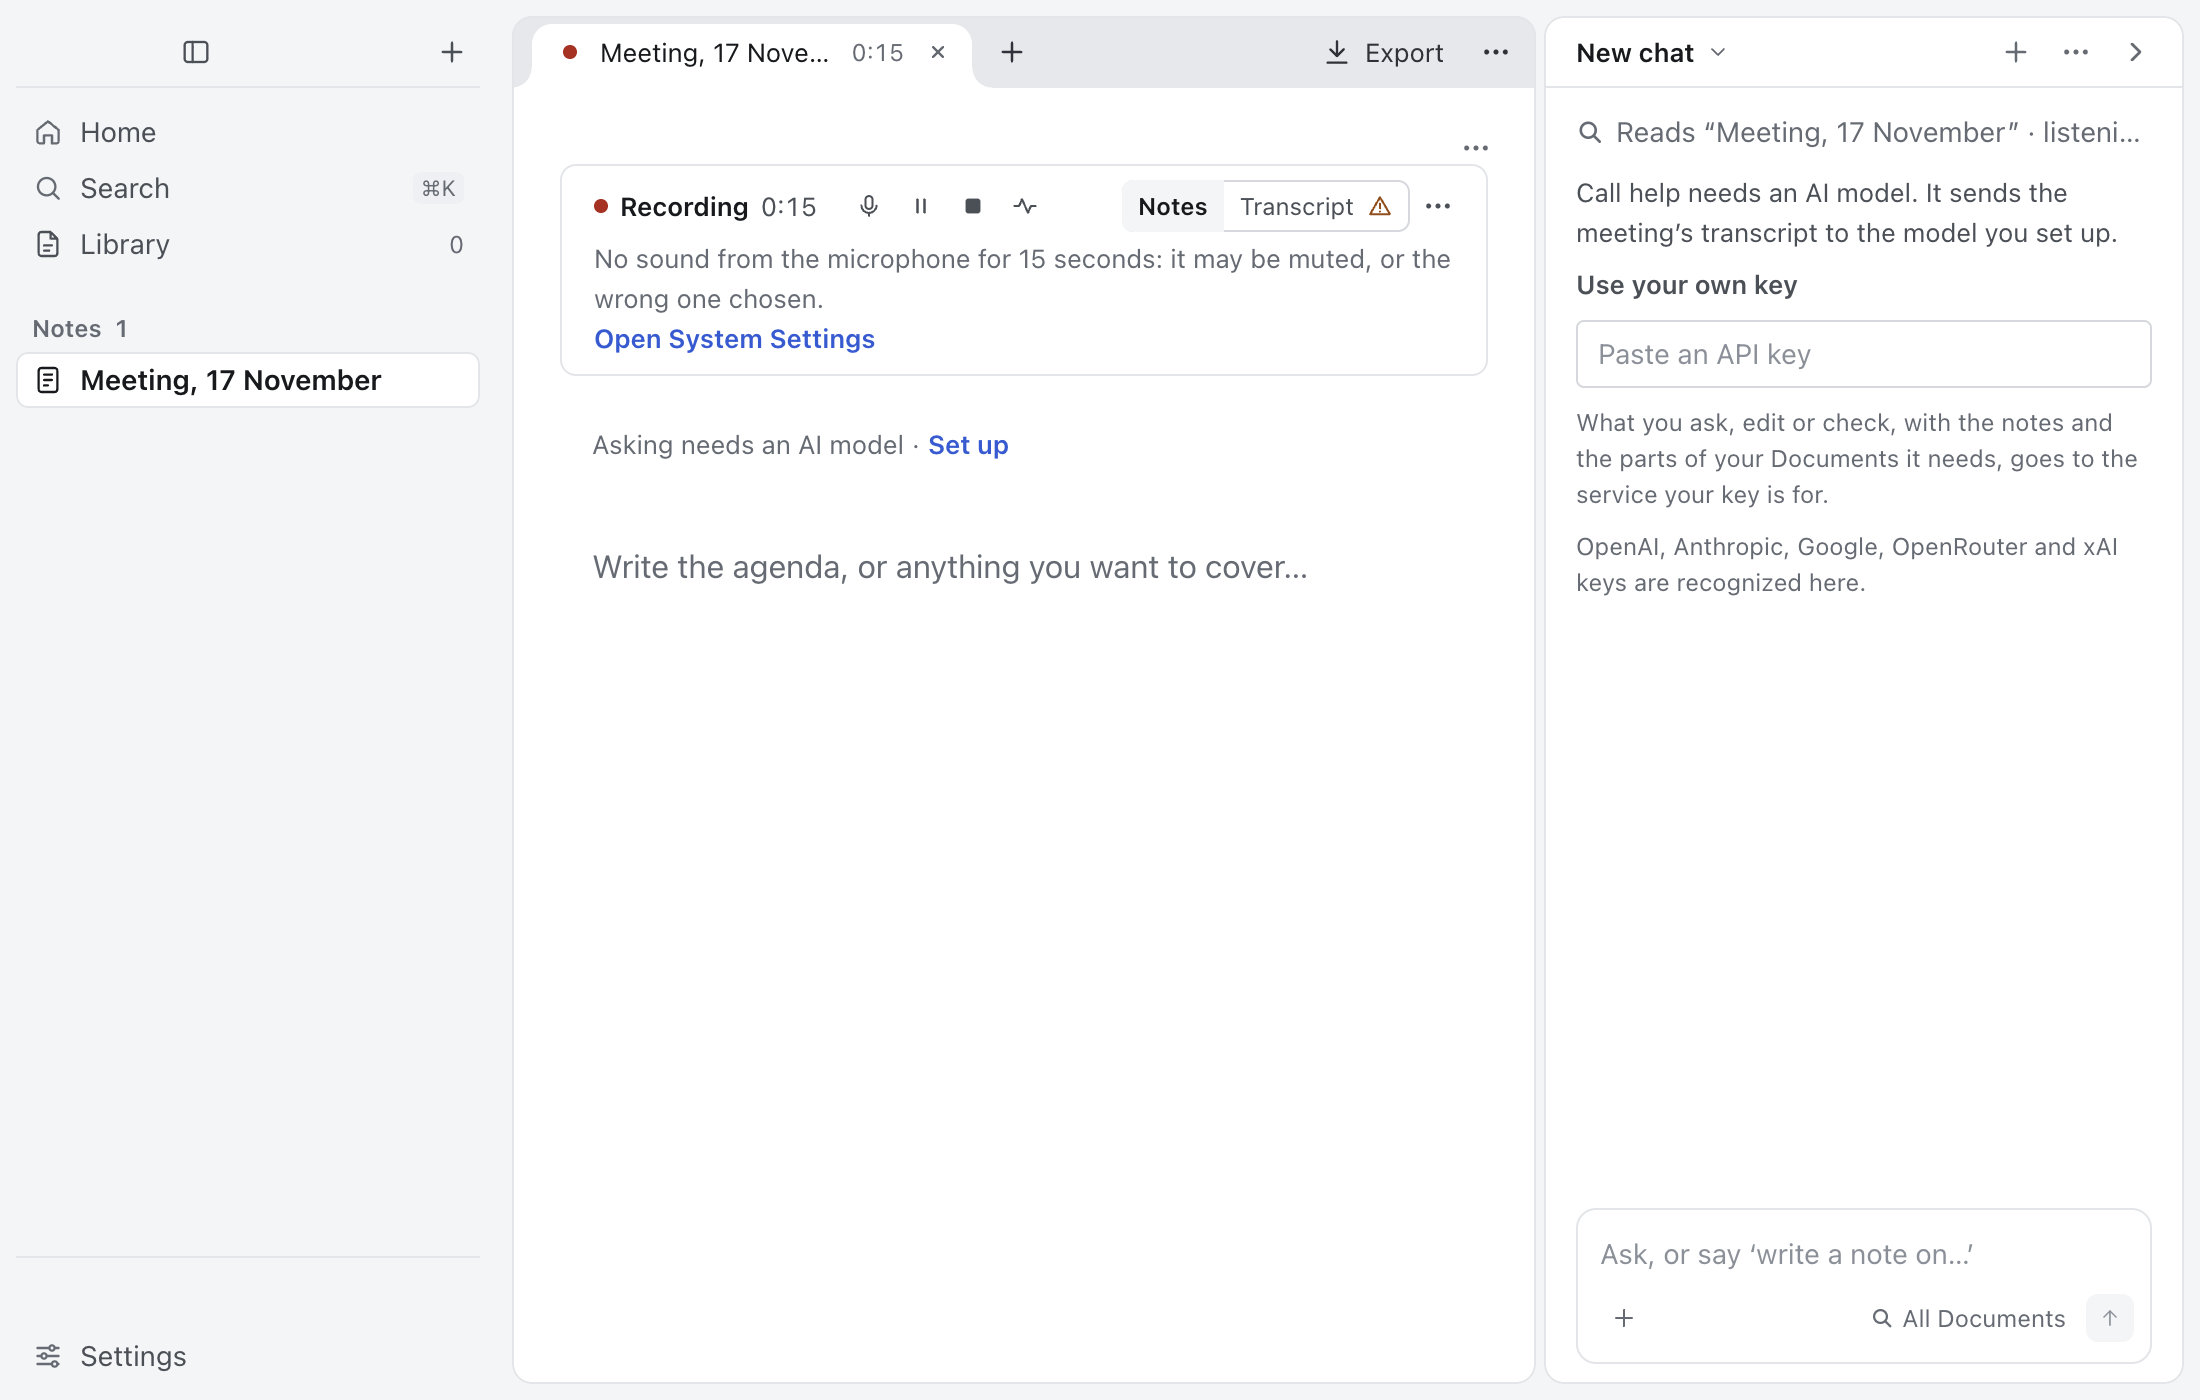 Home
Search ⌘K
Library 0
Notes 1
Meeting, 17 November
Settings
Meeting, 17 Nove... 0:15
Export
Recording 0:15
Notes Transcript
No sound from the microphone for 15 seconds: it may be muted, or the
wrong one chosen.
Open System Settings
Asking needs an AI model · Set up
Write the agenda, or anything you want to cover...
New chat
Reads “Meeting, 17 November” · listeni...
Call help needs an AI model. It sends the
meeting’s transcript to the model you set up.
Use your own key
Paste an API key
What you ask, edit or check, with the notes and
the parts of your Documents it needs, goes to the
service your key is for.
OpenAI, Anthropic, Google, OpenRouter and xAI
keys are recognized here.
Ask, or say ‘write a note on...’
All Documents